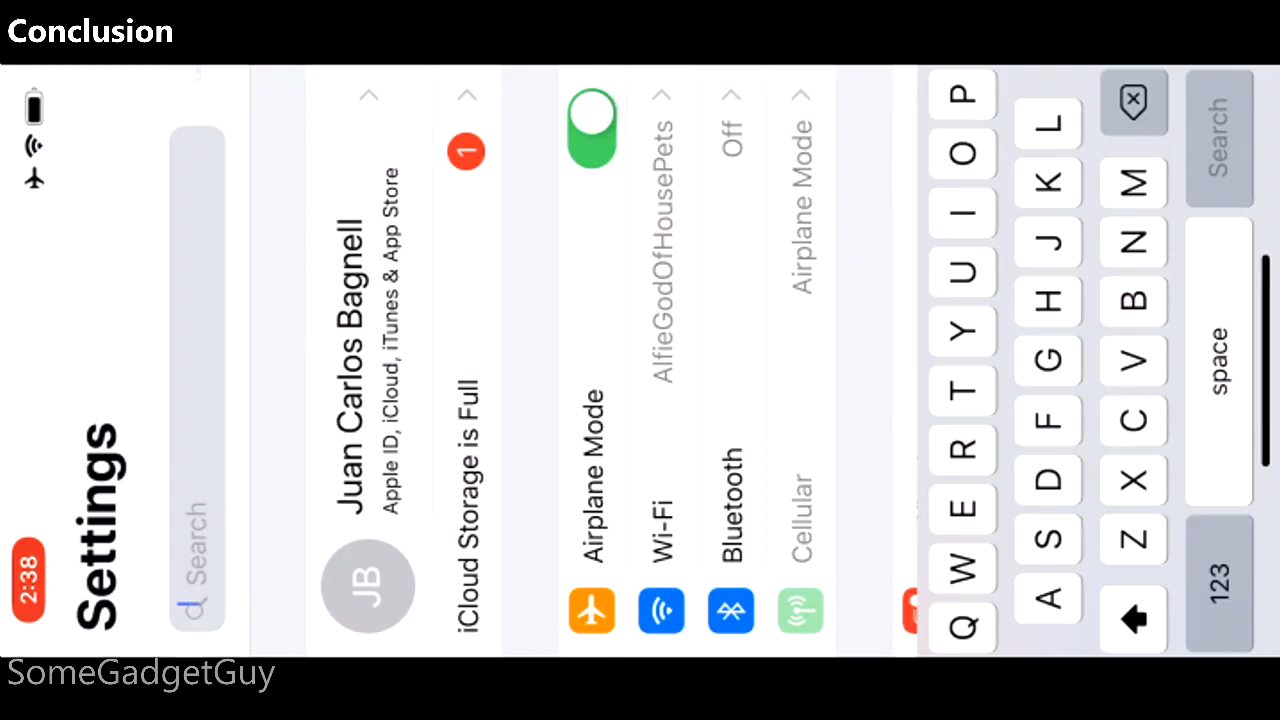 Conclusion
2:38
Settings
Search
JB
Juan Carlos Bagnell
Apple ID, iCloud, iTunes & App Store
iCloud Storage is Full
1
Airplane Mode
Wi-Fi AlfieGodOfHousePets
Bluetooth Off
Cellular Airplane Mode
Q W E R T Y U I O P
A S D F G H J K L
Z X C V B N M
123 space Search
SomeGadgetGuy